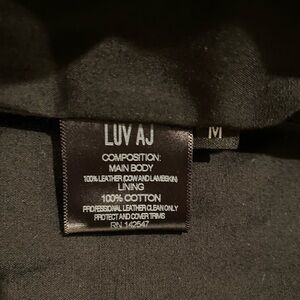 LUV AJ
M
COMPOSITION:
MAIN BODY
100% LEATHER (COW AND LAMBSKIN)
LINING
100% COTTON
PROFESSIONAL LEATHER CLEAN ONLY
PROTECT AND COVER TRIMS
RN 142547